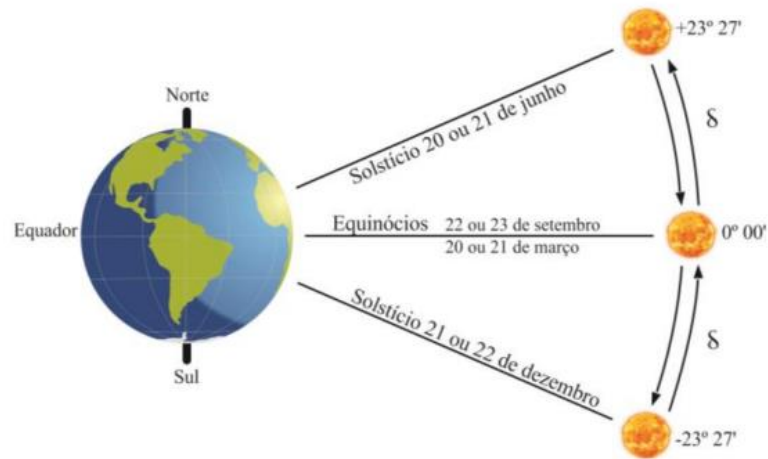 +23º 27'
Norte
Solstício 20 ou 21 de junho
δ
Equador
Equinócios
22 ou 23 de setembro
20 ou 21 de março
0º 00'
Solstício 21 ou 22 de dezembro
δ
Sul
-23º 27'